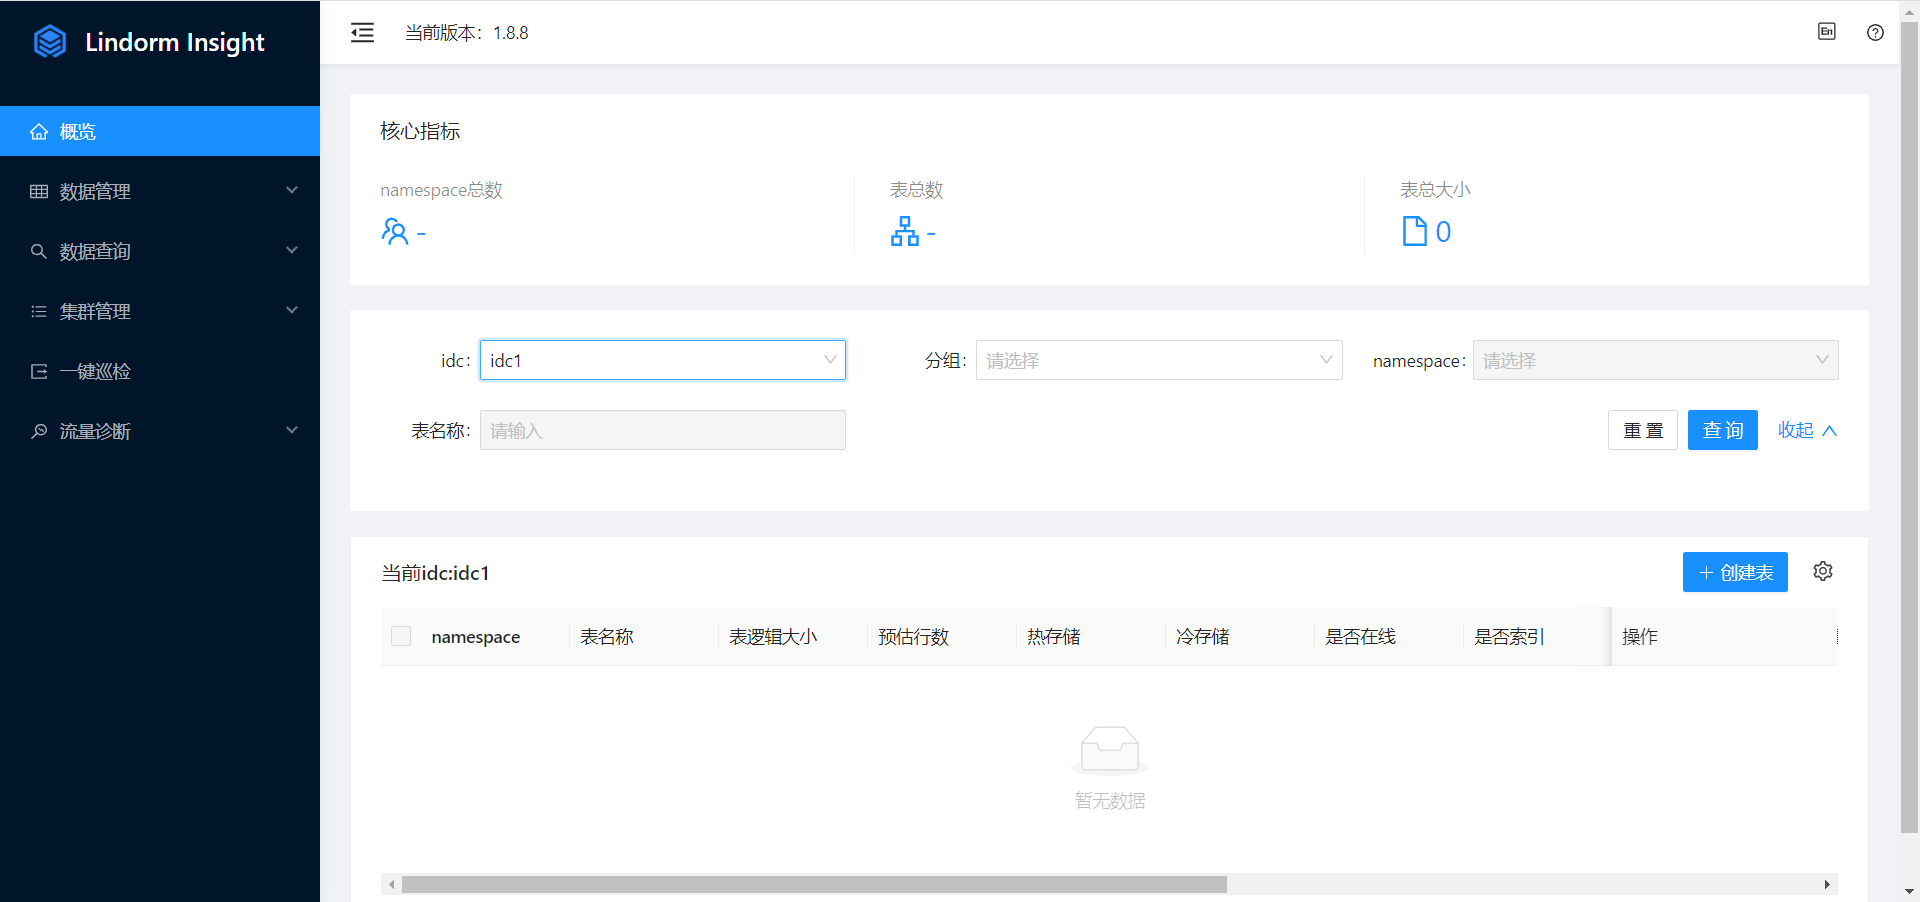 Lindorm Insight
当前版本：1.8.8
En
概览
数据管理
数据查询
集群管理
一键巡检
流量诊断
核心指标
namespace总数
表总数
表总大小
-
-
0
idc：
idc1
分组：
请选择
namespace：
请选择
表名称：
请输入
重 置
查 询
收起
当前idc:idc1
创建表
namespace
表名称
表逻辑大小
预估行数
热存储
冷存储
是否在线
是否索引
操作
暂无数据